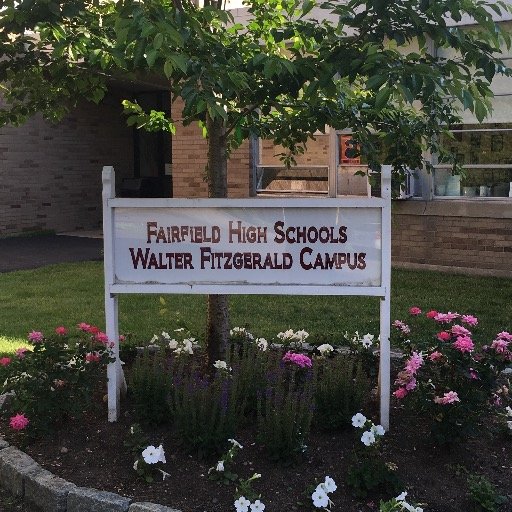 Fairfield High Schools
Walter Fitzgerald Campus